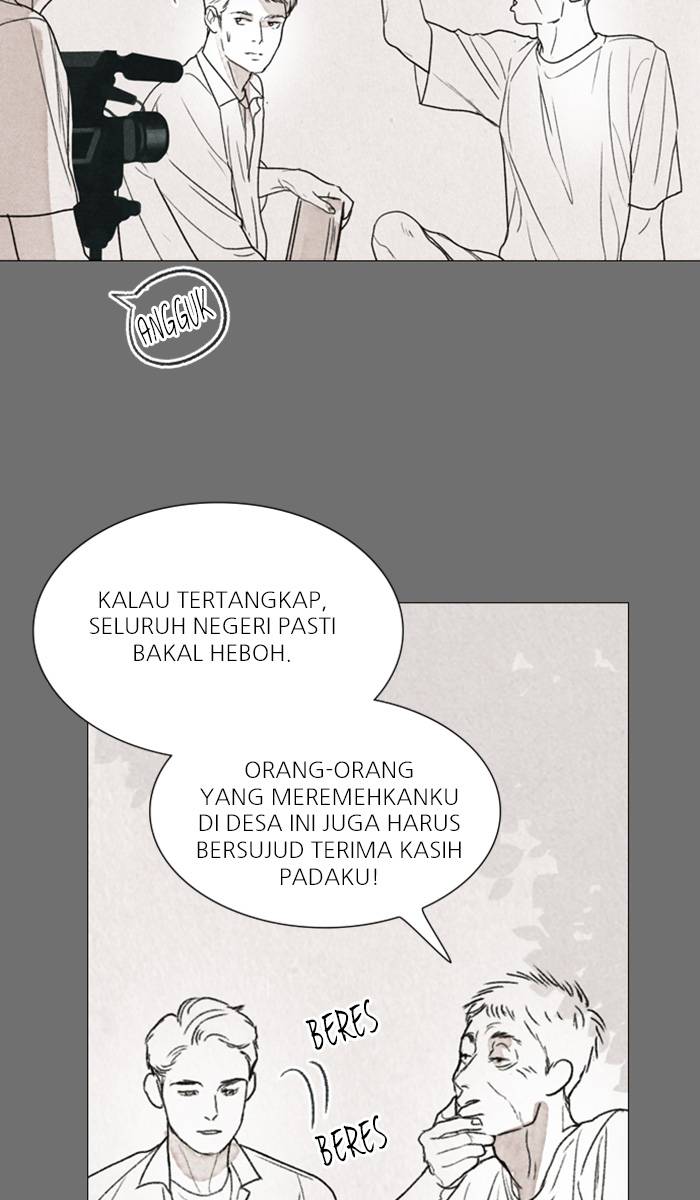 ANGGUK
KALAU TERTANGKAP,
SELURUH NEGERI PASTI
BAKAL HEBOH.
ORANG-ORANG
YANG MEREMEHKANKU
DI DESA INI JUGA HARUS
BERSUJUD TERIMA KASIH
PADAKU!
BERES
BERES